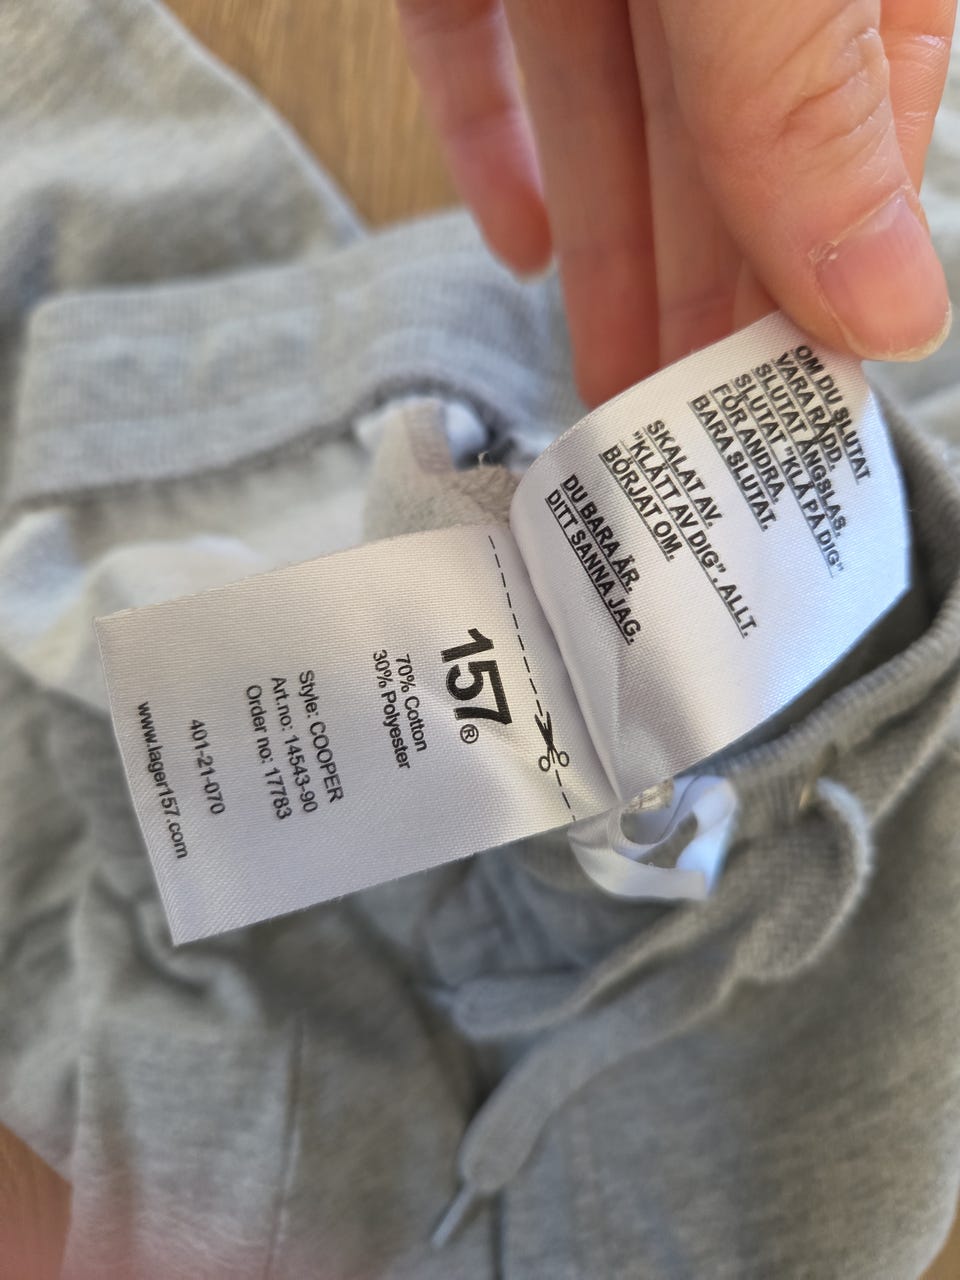 OM DU SLUTAT
VARA RÄDD.
SLUTAT ÄNGSLAS.
SLUTAT "KLÄ PÅ DIG"
FÖR ANDRA.
BARA SLUTAT.
SKALAT AV.
"KLÄTT AV DIG". ALLT.
BÖRJAT OM.
DU BARA ÄR.
DITT SANNA JAG.
157®
70% Cotton
30% Polyester
Style: COOPER
Art.no: 14543-90
Order no: 17783
401-21-070
www.lager157.com